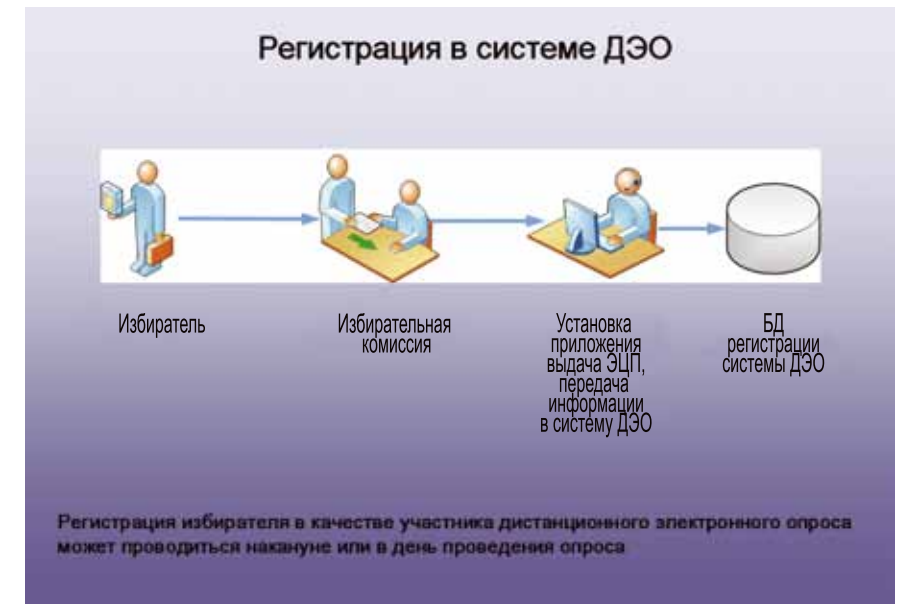 Регистрация в системе ДЭО
Избиратель
Избирательная
комиссия
Установка
приложения
выдача ЭЦП,
передача
информации
в систему ДЭО
БД
регистрации
системы ДЭО
Регистрация избирателя в качестве участника дистанционного электронного опроса
может проводиться накануне или в день проведения опроса